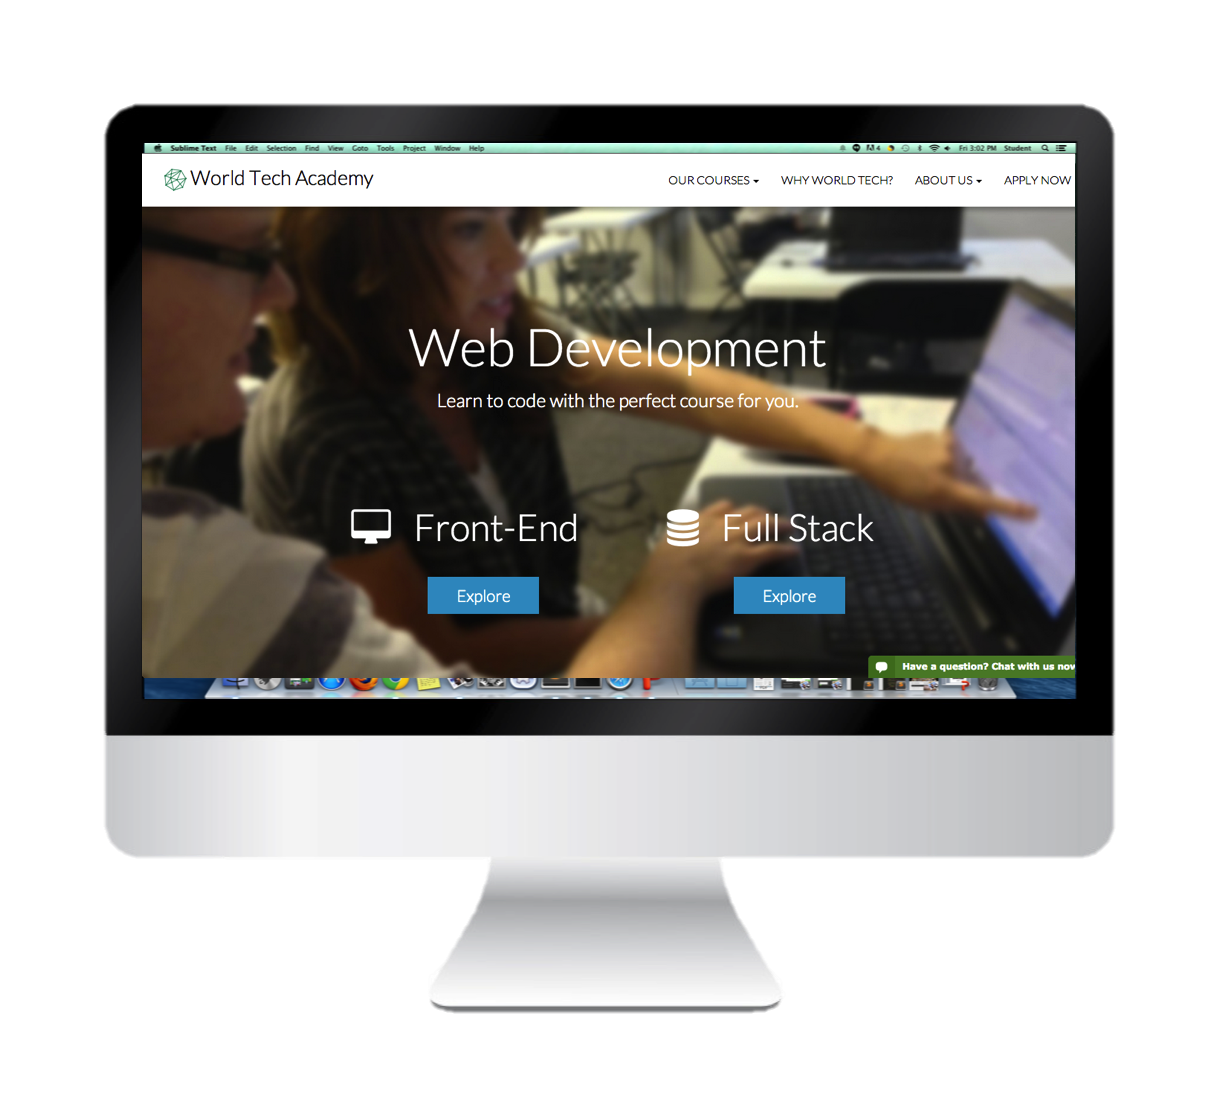 Sublime Text File Edit Selection Find View Goto Tools Project Window Help 4 Fri 3:02 PM Student
World Tech Academy OUR COURSES WHY WORLD TECH? ABOUT US APPLY NOW
Web Development
Learn to code with the perfect course for you.
Front-End Full Stack
Explore Explore
Have a question? Chat with us now